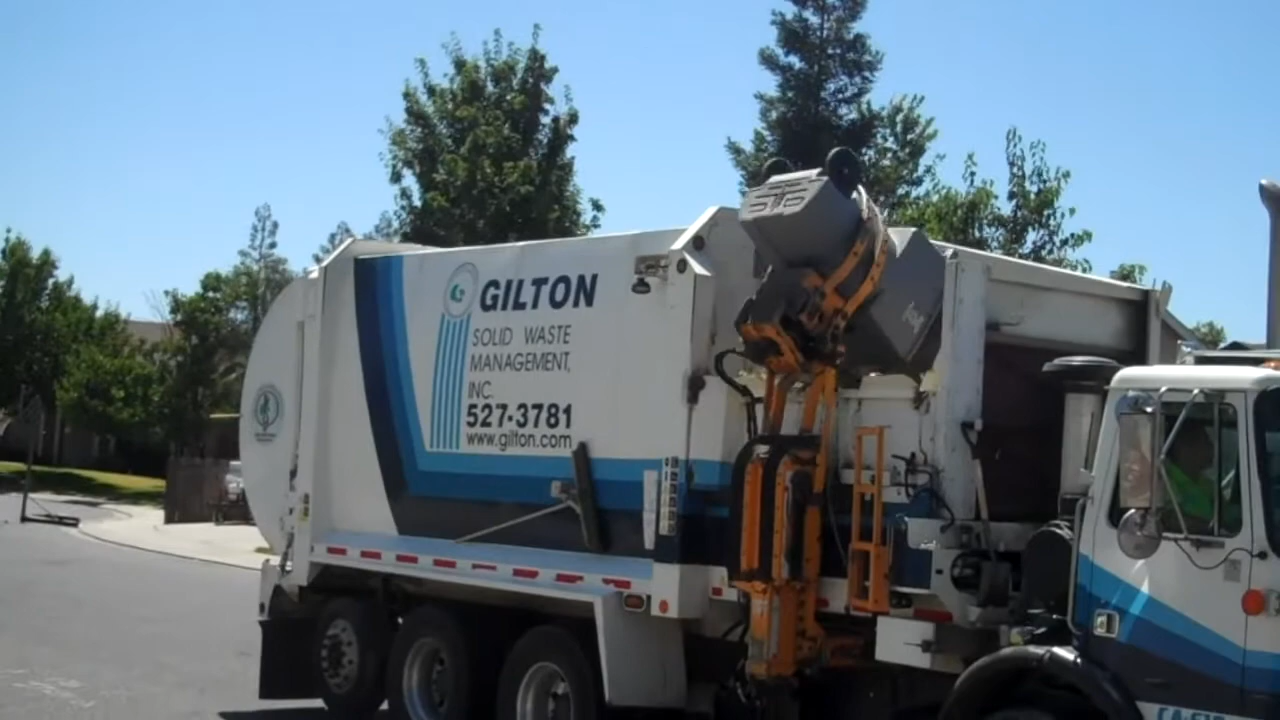 GILTON
SOLID WASTE
MANAGEMENT,
INC.
527-3781
www.gilton.com